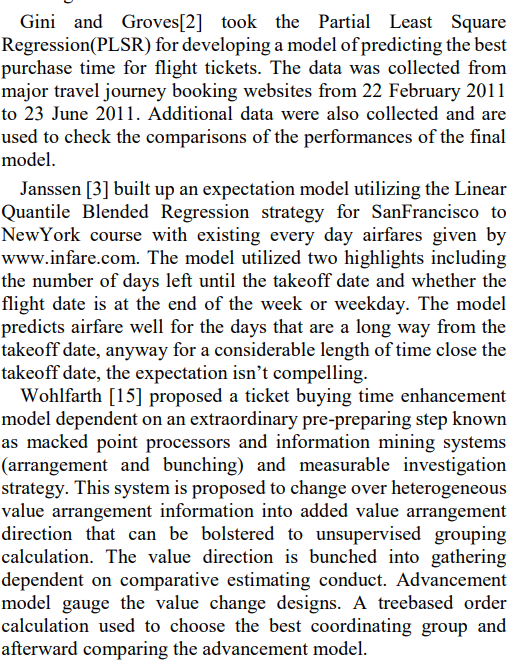 Gini and Groves[2] took the Partial Least Square
Regression(PLSR) for developing a model of predicting the best
purchase time for flight tickets. The data was collected from
major travel journey booking websites from 22 February 2011
to 23 June 2011. Additional data were also collected and are
used to check the comparisons of the performances of the final
model.
Janssen [3] built up an expectation model utilizing the Linear
Quantile Blended Regression strategy for SanFrancisco to
NewYork course with existing every day airfares given by
www.infare.com. The model utilized two highlights including
the number of days left until the takeoff date and whether the
flight date is at the end of the week or weekday. The model
predicts airfare well for the days that are a long way from the
takeoff date, anyway for a considerable length of time close the
takeoff date, the expectation isn't compelling.
Wohlfarth [15] proposed a ticket buying time enhancement
model dependent on an extraordinary pre-preparing step known
as macked point processors and information mining systems
(arrangement and bunching) and measurable investigation
strategy. This system is proposed to change over heterogeneous
value arrangement information into added value arrangement
direction that can be bolstered to unsupervised grouping
calculation. The value direction is bunched into gathering
dependent on comparative estimating conduct. Advancement
model gauge the value change designs. A treebased order
calculation used to choose the best coordinating group and
afterward comparing the advancement model.